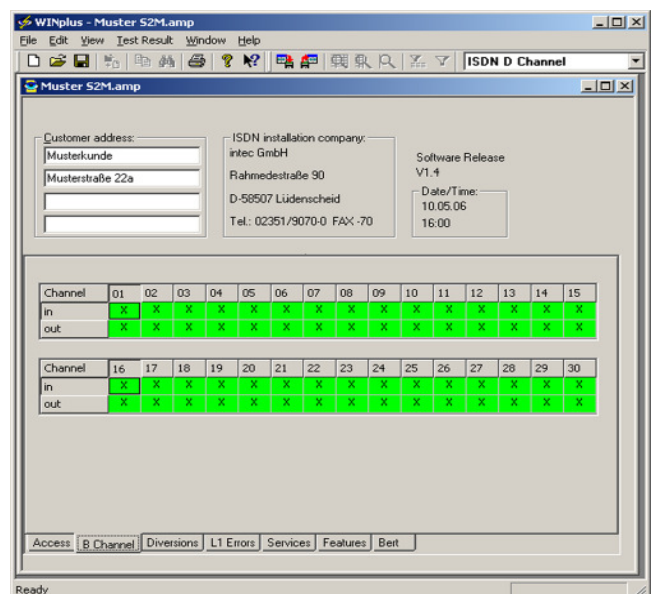 WINplus - Muster S2M.amp
File Edit View Test Result Window Help
ISDN D Channel
Muster S2M.amp
Customer address:
Musterkunde
Musterstraße 22a
ISDN installation company:
intec GmbH
Rahmedestraße 90
D-58507 Lüdenscheid
Tel.: 02351/9070-0 FAX -70
Software Release
V1.4
Date/Time:
10.05.06
16:00
Channel 01 02 03 04 05 06 07 08 09 10 11 12 13 14 15
in X X X X X X X X X X X X X X X
out X X X X X X X X X X X X X X X
Channel 16 17 18 19 20 21 22 23 24 25 26 27 28 29 30
in X X X X X X X X X X X X X X X
out X X X X X X X X X X X X X X X
Access B Channel Diversions L1 Errors Services Features Bert
Ready